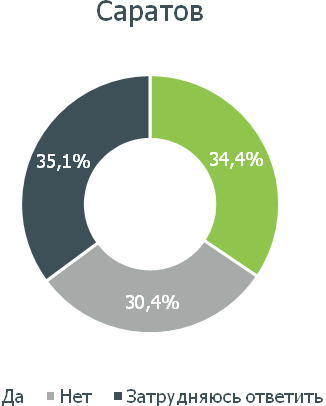 Саратов
34,4%
35,1%
30,4%
Да Нет Затрудняюсь ответить